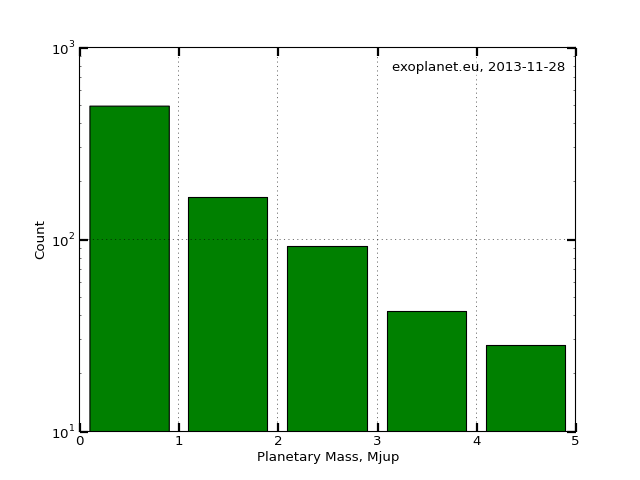 10³
exoplanet.eu, 2013-11-28
10²
Count
10¹
0 1 2 3 4 5
Planetary Mass, Mjup